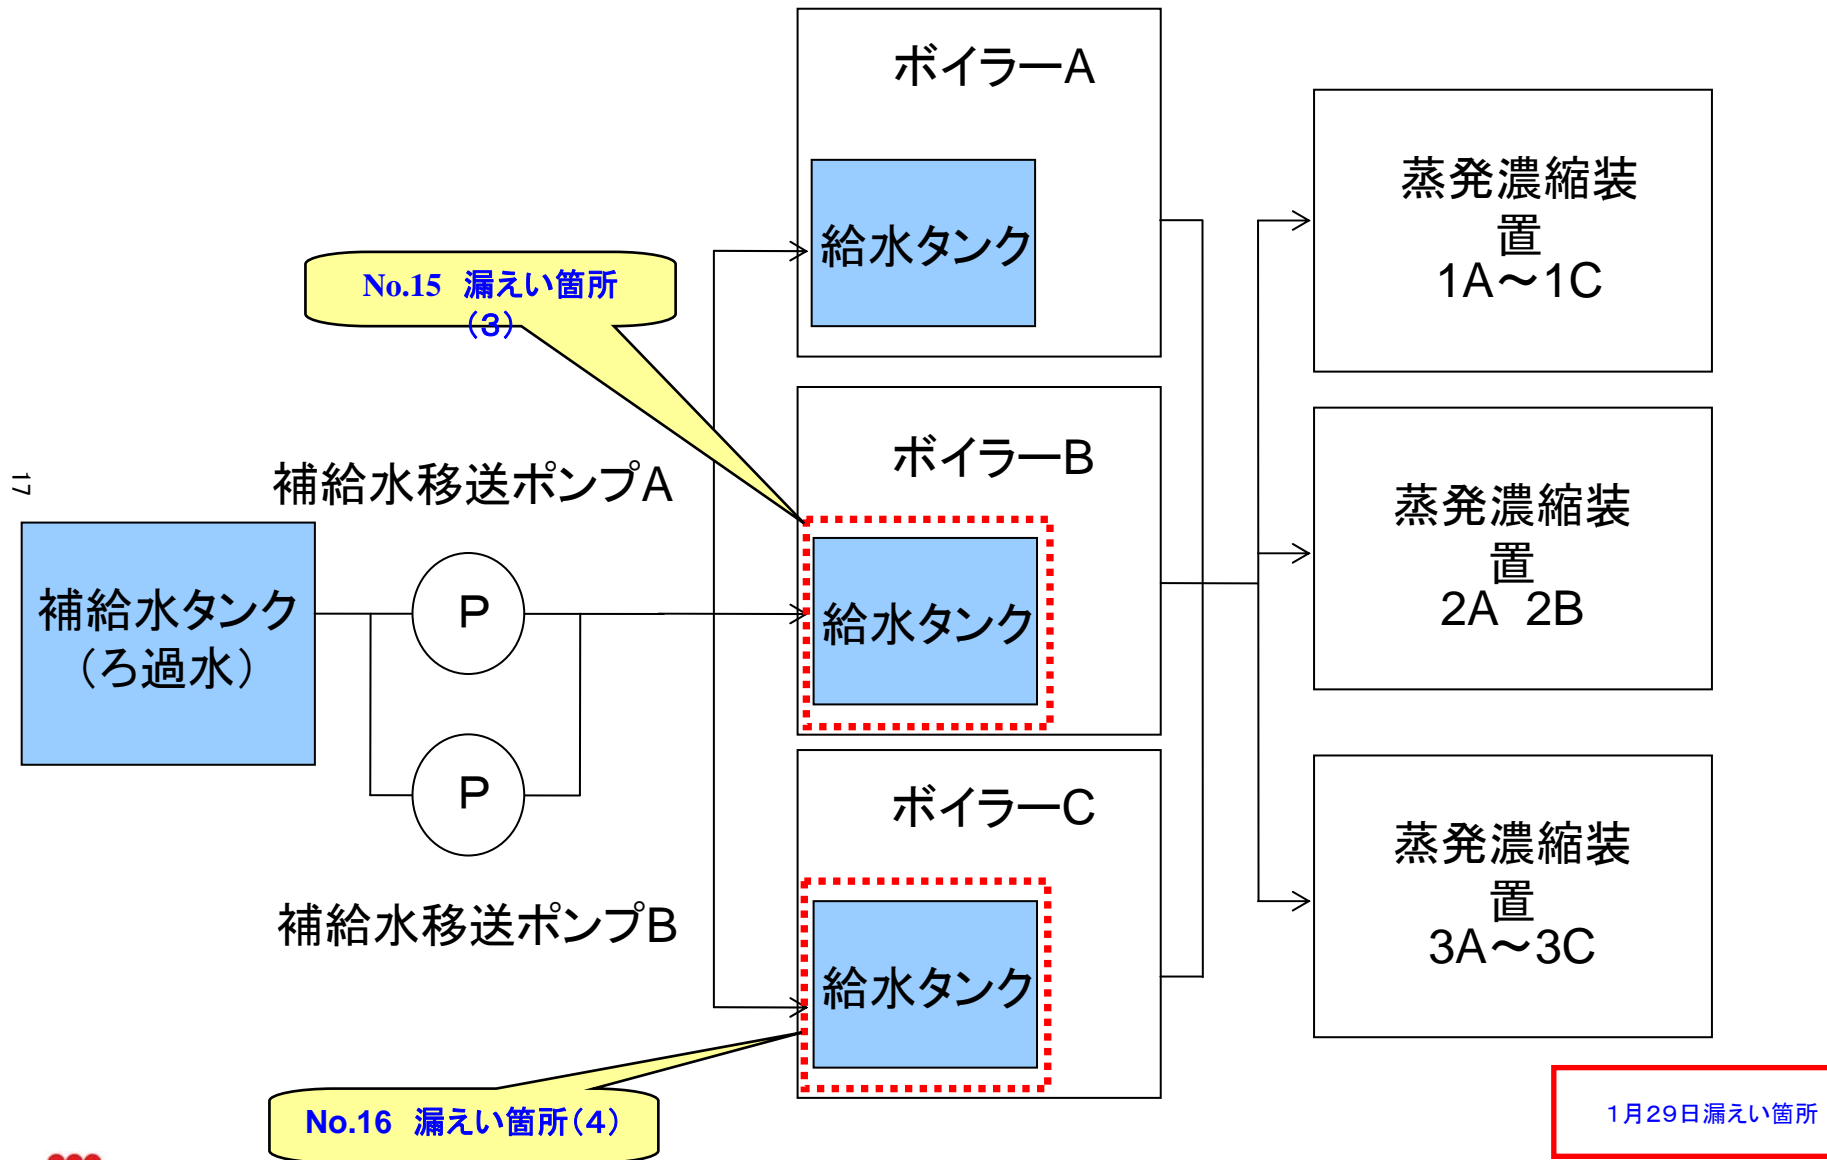 ボイラーA
給水タンク
蒸発濃縮装
置
1A～1C
No.15 漏えい箇所
(3)
ボイラーB
給水タンク
蒸発濃縮装
置
2A 2B
補給水移送ポンプA
17
補給水タンク
（ろ過水）
P
P
補給水移送ポンプB
ボイラーC
給水タンク
蒸発濃縮装
置
3A～3C
No.16 漏えい箇所（4）
1月29日漏えい箇所